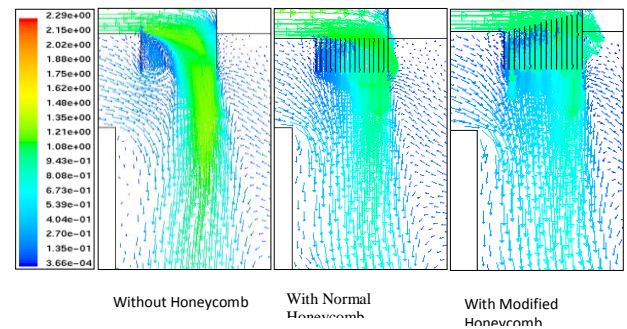 2.29e+00
2.15e+00
2.02e+00
1.88e+00
1.75e+00
1.62e+00
1.48e+00
1.35e+00
1.21e+00
1.08e+00
9.43e-01
8.08e-01
6.73e-01
5.39e-01
4.04e-01
2.70e-01
1.35e-01
3.66e-04
Without Honeycomb
With Normal
Honeycomb
With Modified
Honeycomb